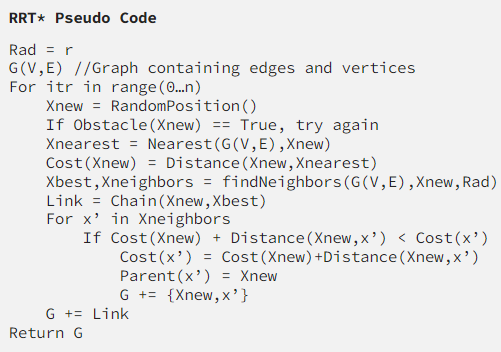 RRT* Pseudo Code
Rad = r
G(V,E) //Graph containing edges and vertices
For itr in range(0…n)
    Xnew = RandomPosition()
    If Obstacle(Xnew) == True, try again
    Xnearest = Nearest(G(V,E),Xnew)
    Cost(Xnew) = Distance(Xnew,Xnearest)
    Xbest,Xneighbors = findNeighbors(G(V,E),Xnew,Rad)
    Link = Chain(Xnew,Xbest)
    For x’ in Xneighbors
        If Cost(Xnew) + Distance(Xnew,x’) < Cost(x’)
            Cost(x’) = Cost(Xnew)+Distance(Xnew,x’)
            Parent(x’) = Xnew
            G += {Xnew,x’}
    G += Link
Return G